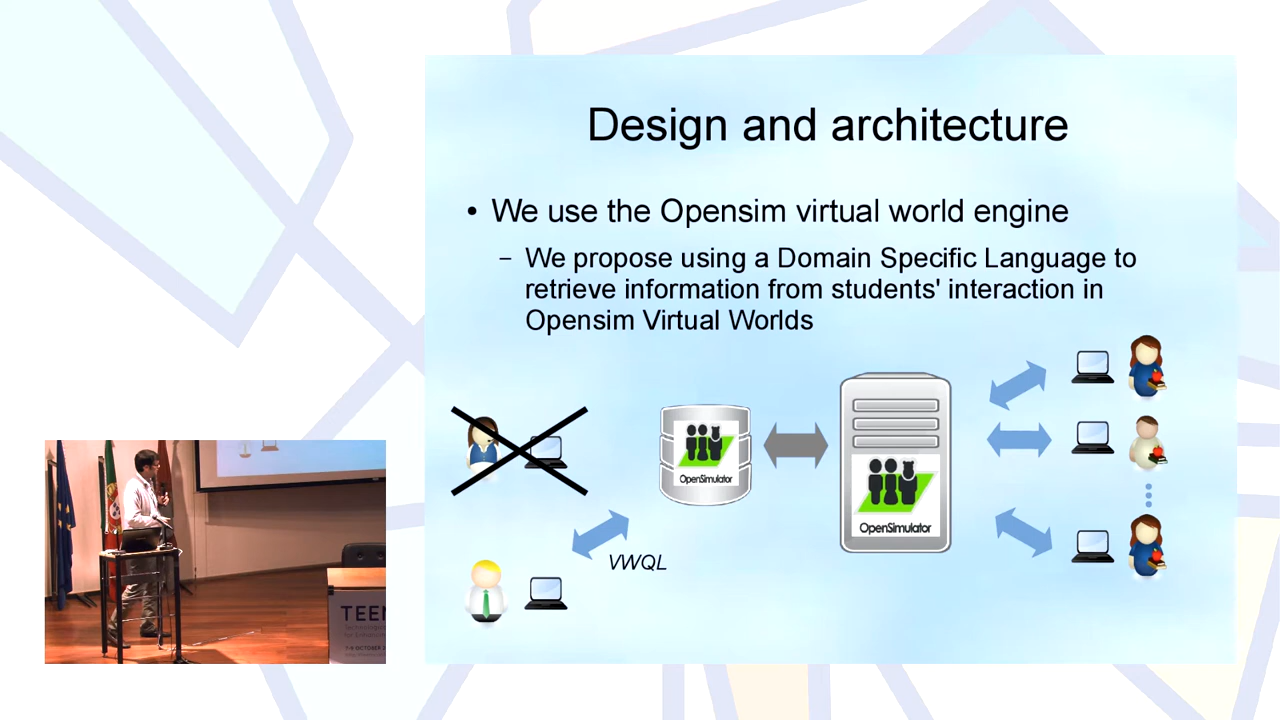 Design and architecture
• We use the Opensim virtual world engine
– We propose using a Domain Specific Language to
retrieve information from students' interaction in
Opensim Virtual Worlds
OpenSimulator
OpenSimulator
VWQL
TEEM